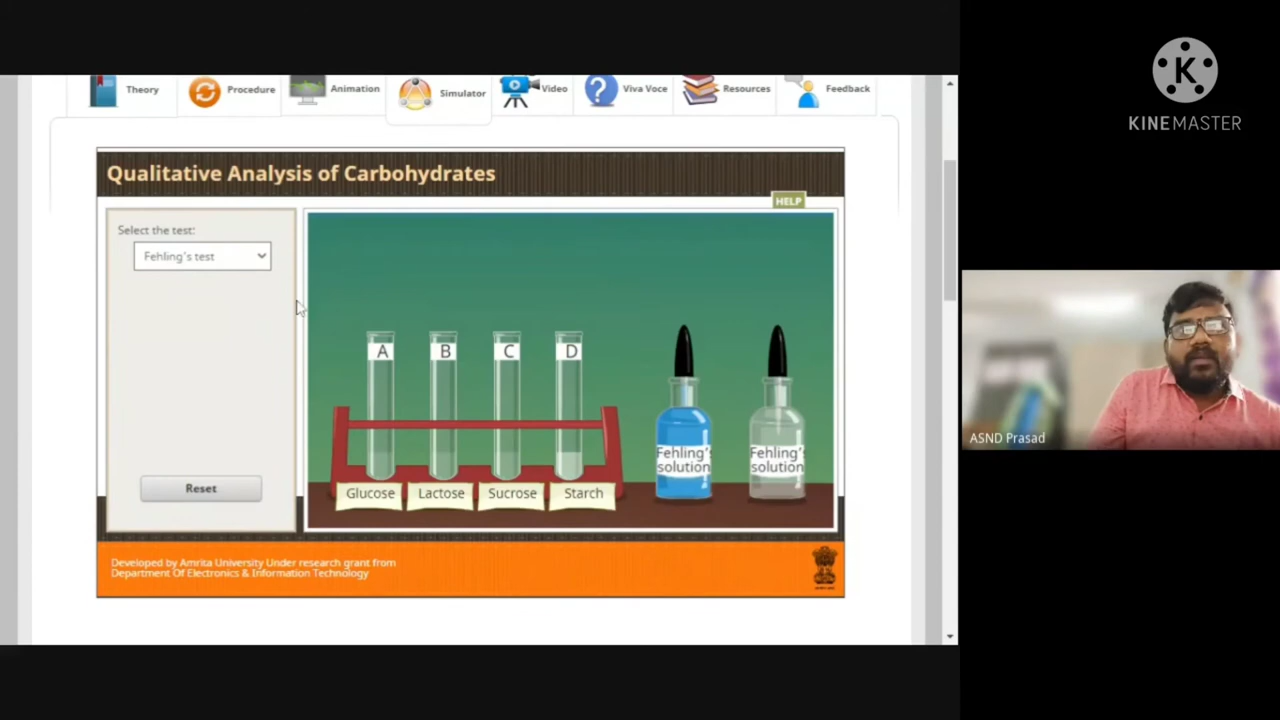 Theory
Procedure
Animation
Simulator
Video
Viva Voce
Resources
Feedback
K
KINEMASTER
Qualitative Analysis of Carbohydrates
HELP
Select the test:
Fehling's test
A
B
C
D
Fehling's
solution
Fehling's
solution
Reset
Glucose
Lactose
Sucrose
Starch
ASND Prasad
Developed by Amrita University Under research grant from
Department Of Electronics & Information Technology